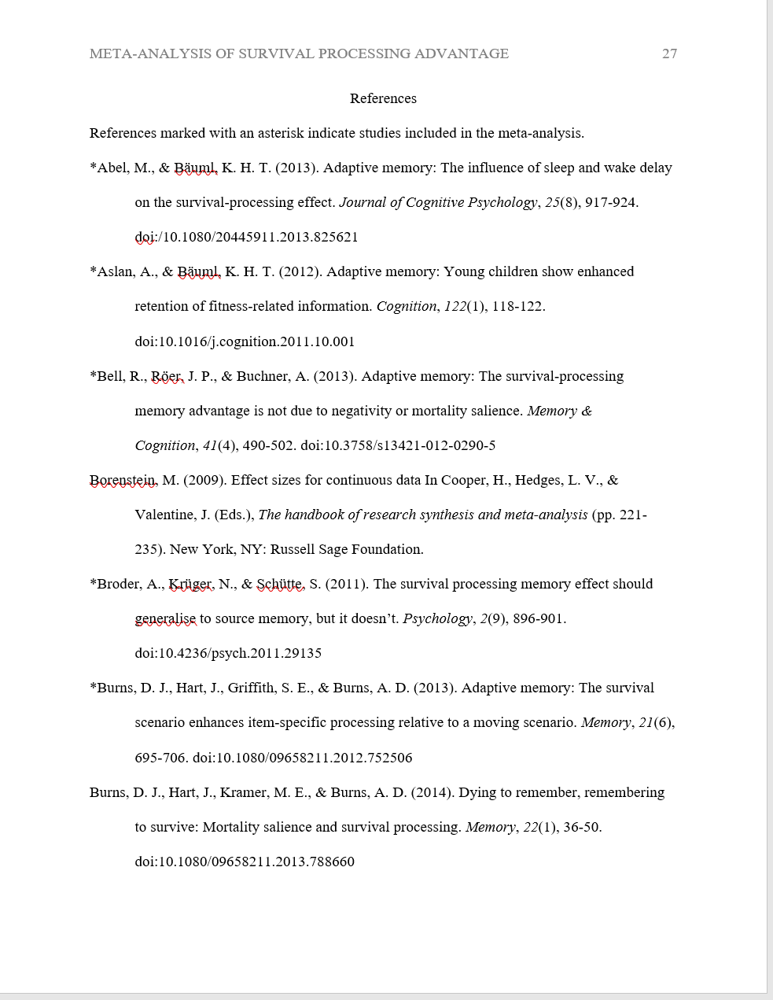 META-ANALYSIS OF SURVIVAL PROCESSING ADVANTAGE 27
References
References marked with an asterisk indicate studies included in the meta-analysis.
*Abel, M., & Bäuml, K. H. T. (2013). Adaptive memory: The influence of sleep and wake delay
on the survival-processing effect. Journal of Cognitive Psychology, 25(8), 917-924.
doi:/10.1080/20445911.2013.825621
*Aslan, A., & Bäuml, K. H. T. (2012). Adaptive memory: Young children show enhanced
retention of fitness-related information. Cognition, 122(1), 118-122.
doi:10.1016/j.cognition.2011.10.001
*Bell, R., Röer, J. P., & Buchner, A. (2013). Adaptive memory: The survival-processing
memory advantage is not due to negativity or mortality salience. Memory &
Cognition, 41(4), 490-502. doi:10.3758/s13421-012-0290-5
Borenstein, M. (2009). Effect sizes for continuous data In Cooper, H., Hedges, L. V., &
Valentine, J. (Eds.), The handbook of research synthesis and meta-analysis (pp. 221-
235). New York, NY: Russell Sage Foundation.
*Broder, A., Krüger, N., & Schütte, S. (2011). The survival processing memory effect should
generalise to source memory, but it doesn’t. Psychology, 2(9), 896-901.
doi:10.4236/psych.2011.29135
*Burns, D. J., Hart, J., Griffith, S. E., & Burns, A. D. (2013). Adaptive memory: The survival
scenario enhances item-specific processing relative to a moving scenario. Memory, 21(6),
695-706. doi:10.1080/09658211.2012.752506
Burns, D. J., Hart, J., Kramer, M. E., & Burns, A. D. (2014). Dying to remember, remembering
to survive: Mortality salience and survival processing. Memory, 22(1), 36-50.
doi:10.1080/09658211.2013.788660